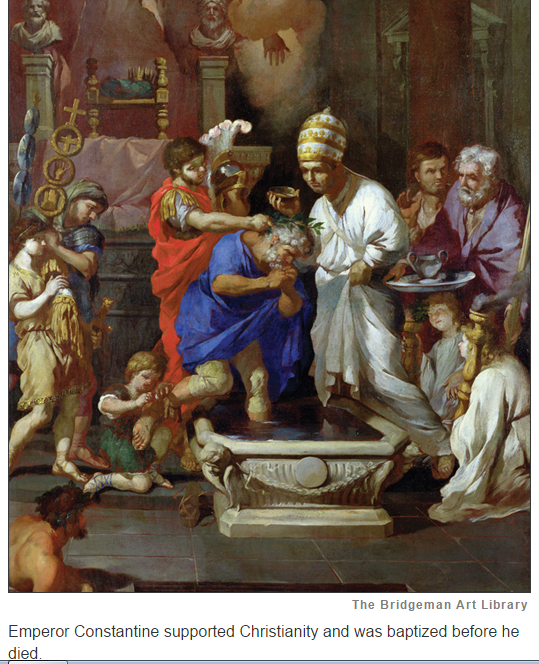 The Bridgeman Art Library
Emperor Constantine supported Christianity and was baptized before he
died.